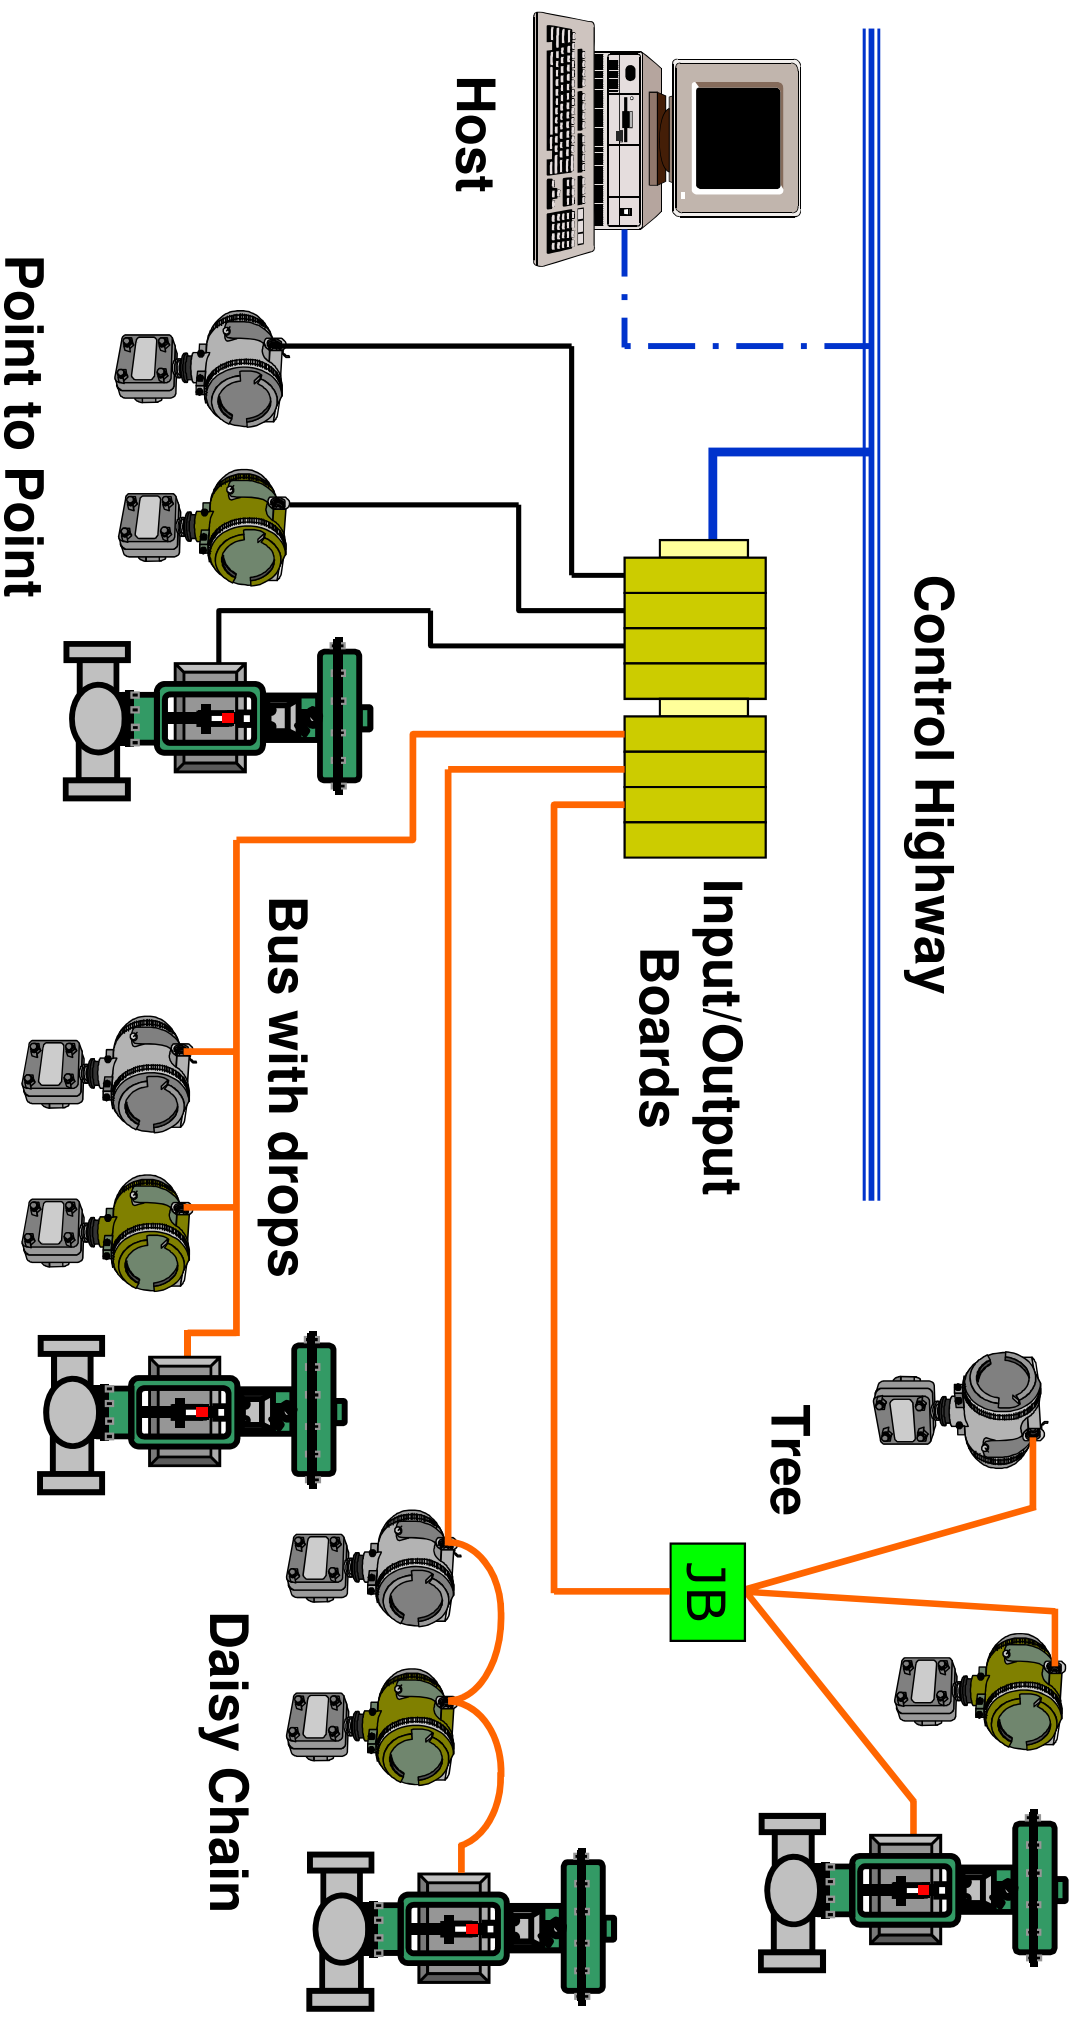 Control Highway
Host
Input/Output
Boards
Tree
JB
Bus with drops
Point to Point
Daisy Chain